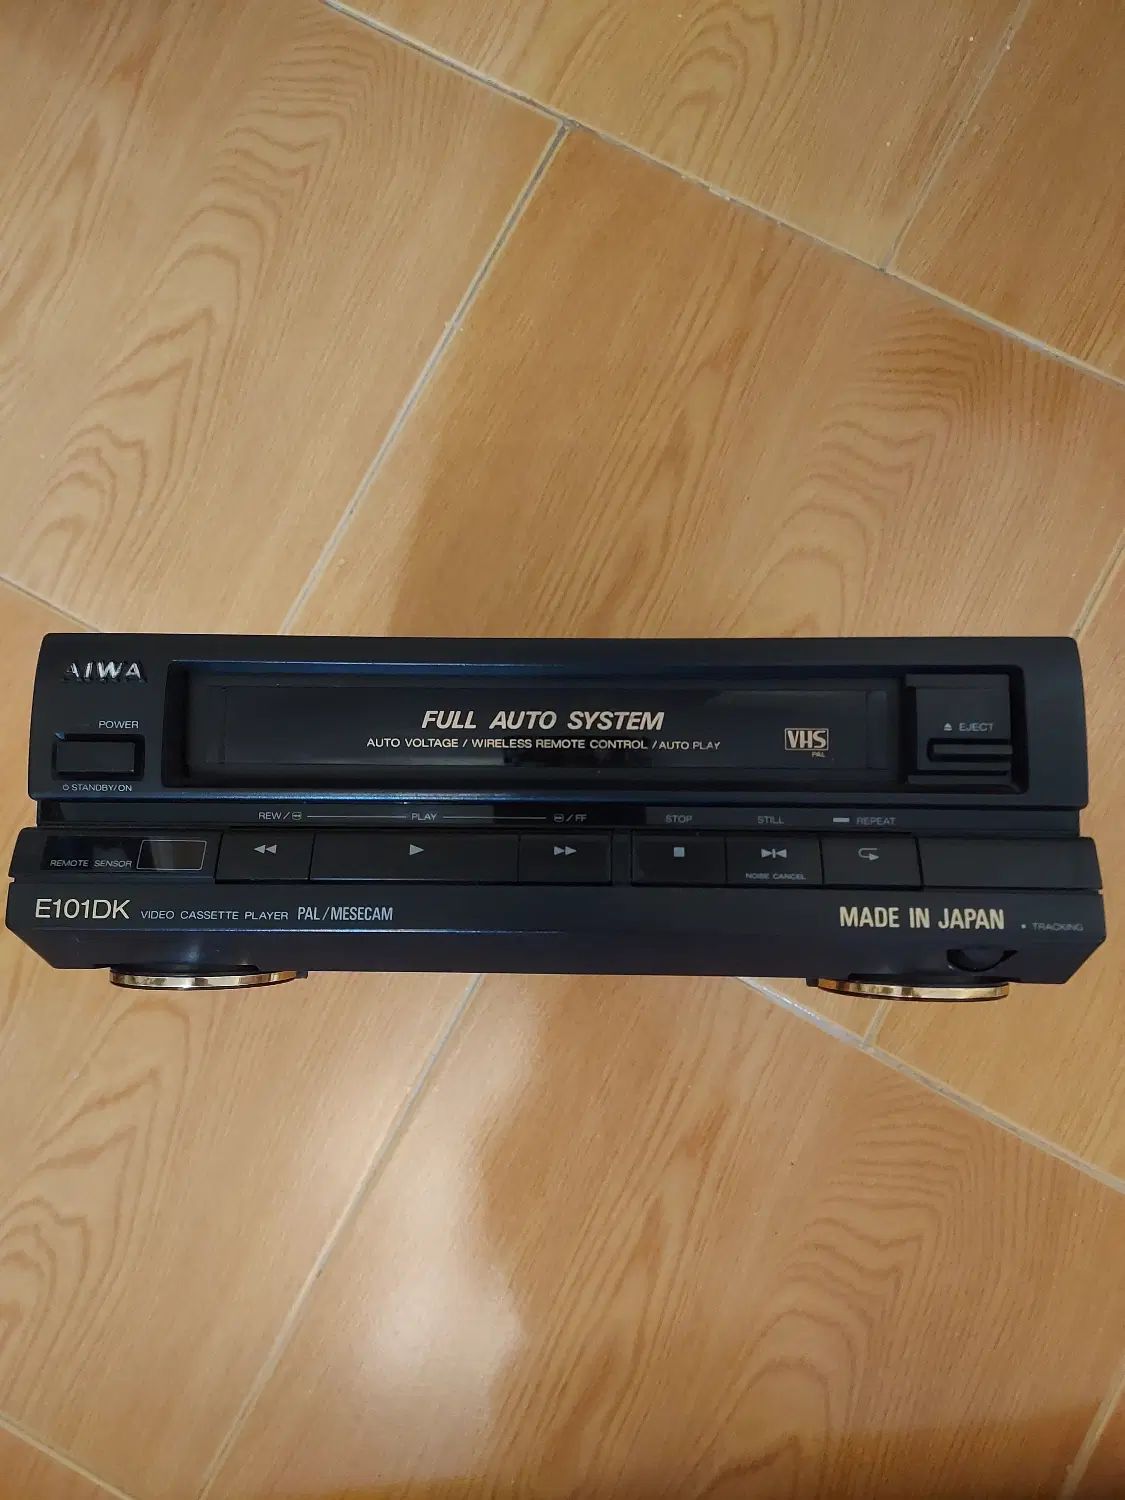 AIWA
POWER
⏻ STANDBY/ON
FULL AUTO SYSTEM
AUTO VOLTAGE / WIRELESS REMOTE CONTROL / AUTO PLAY
VHS
PAL
⏏ EJECT
REW / PLAY / FF
STOP
STILL
REPEAT
REMOTE SENSOR
NOISE CANCEL
E101DK VIDEO CASSETTE PLAYER PAL/MESECAM
MADE IN JAPAN
• TRACKING